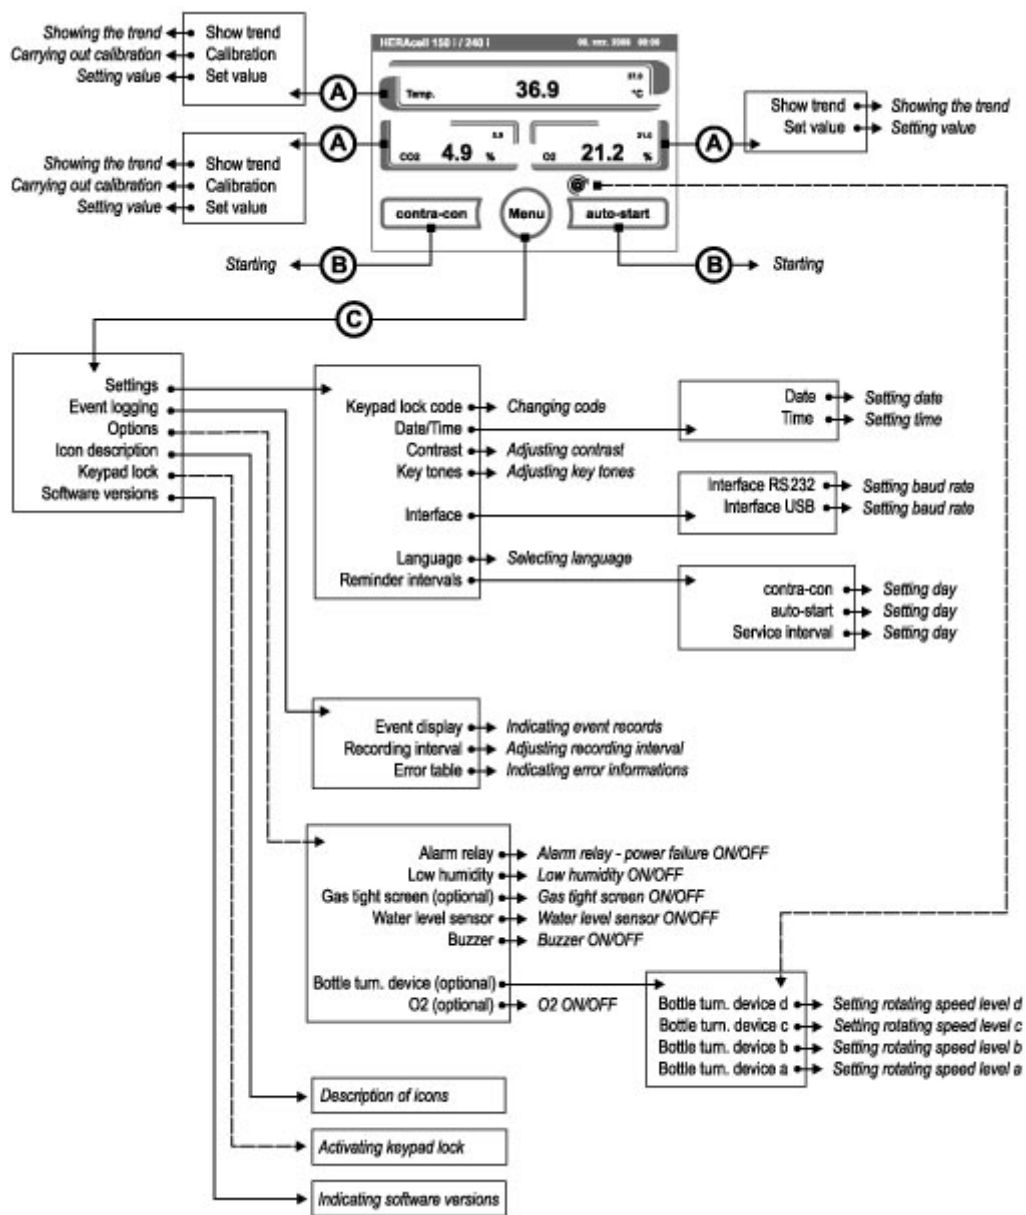 Showing the trend Show trend
Carrying out calibration Calibration
Setting value Set value
HERAcell 150 i / 240 i
A
37.0
Temp. 36.9 °C
Show trend Showing the trend
Set value Setting value
A
A
CO2 4.9 %
21.0
O2 21.2 %
Showing the trend Show trend
Carrying out calibration Calibration
Setting value Set value
contra-con Menu auto-start
Starting B
B Starting
C
Settings
Event logging
Options
Icon description
Keypad lock
Software versions
Keypad lock code Changing code
Date/Time
Contrast Adjusting contrast
Key tones Adjusting key tones
Interface
Language Selecting language
Reminder intervals
Date Setting date
Time Setting time
Interface RS232 Setting baud rate
Interface USB Setting baud rate
contra-con Setting day
auto-start Setting day
Service interval Setting day
Event display Indicating event records
Recording interval Adjusting recording interval
Error table Indicating error informations
Alarm relay Alarm relay - power failure ON/OFF
Low humidity Low humidity ON/OFF
Gas tight screen (optional) Gas tight screen ON/OFF
Water level sensor Water level sensor ON/OFF
Buzzer Buzzer ON/OFF
Bottle turn. device (optional)
O2 (optional) O2 ON/OFF
Bottle turn. device d Setting rotating speed level d
Bottle turn. device c Setting rotating speed level c
Bottle turn. device b Setting rotating speed level b
Bottle turn. device a Setting rotating speed level a
Description of icons
Activating keypad lock
Indicating software versions